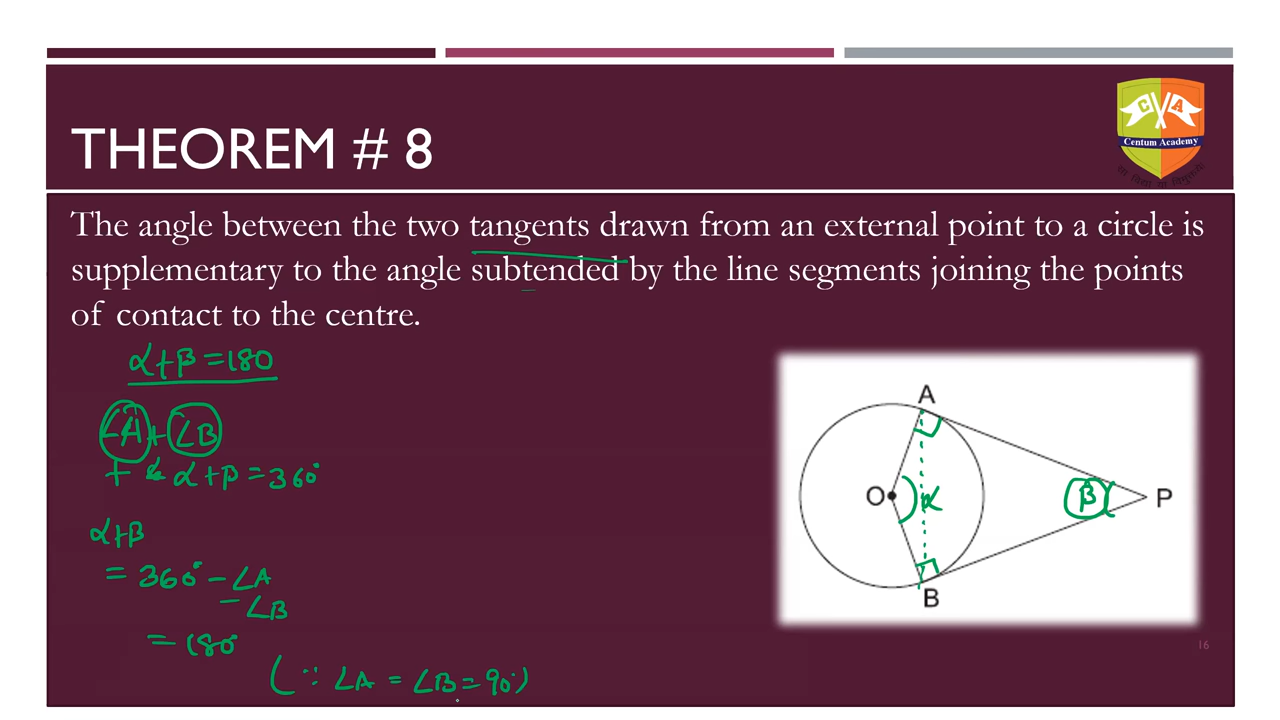 THEOREM # 8
C A
Centum Academy
The angle between the two tangents drawn from an external point to a circle is
supplementary to the angle subtended by the line segments joining the points
of contact to the centre.
α+β=180
∠A+∠B
+ α+β=360°
α+β
= 360° -∠A
-∠B
= 180°
(∵ ∠A = ∠B=90°)
A
O
α
β
P
B
16